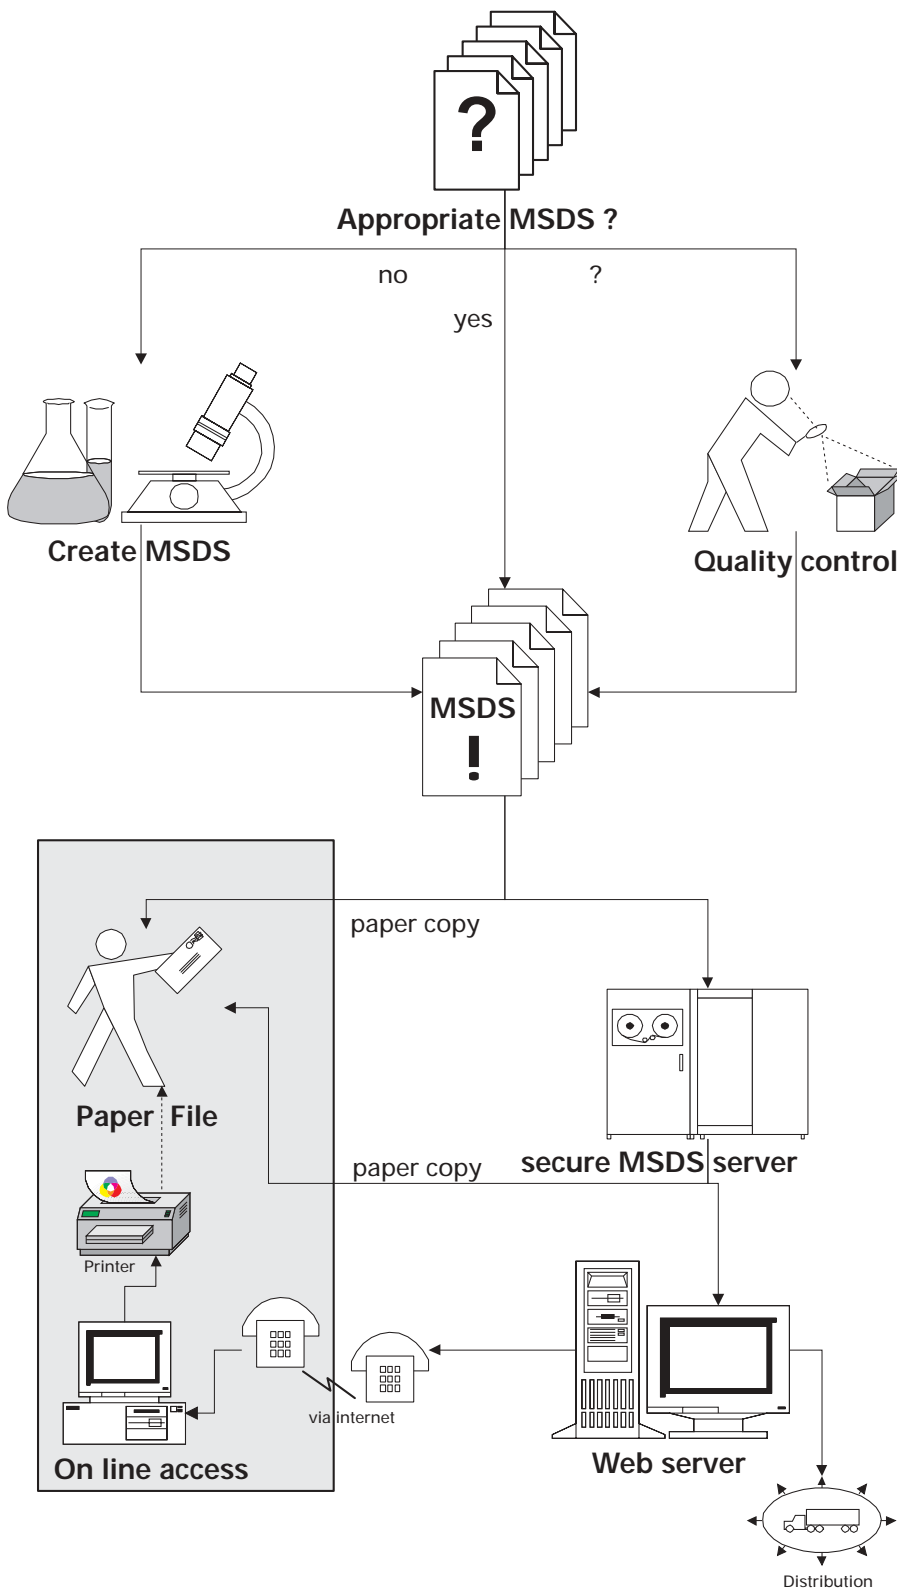 ?
Appropriate MSDS ?
no
?
yes
Create MSDS
Quality control
MSDS
!
paper copy
Paper File
paper copy
secure MSDS server
Printer
via internet
On line access
Web server
Distribution